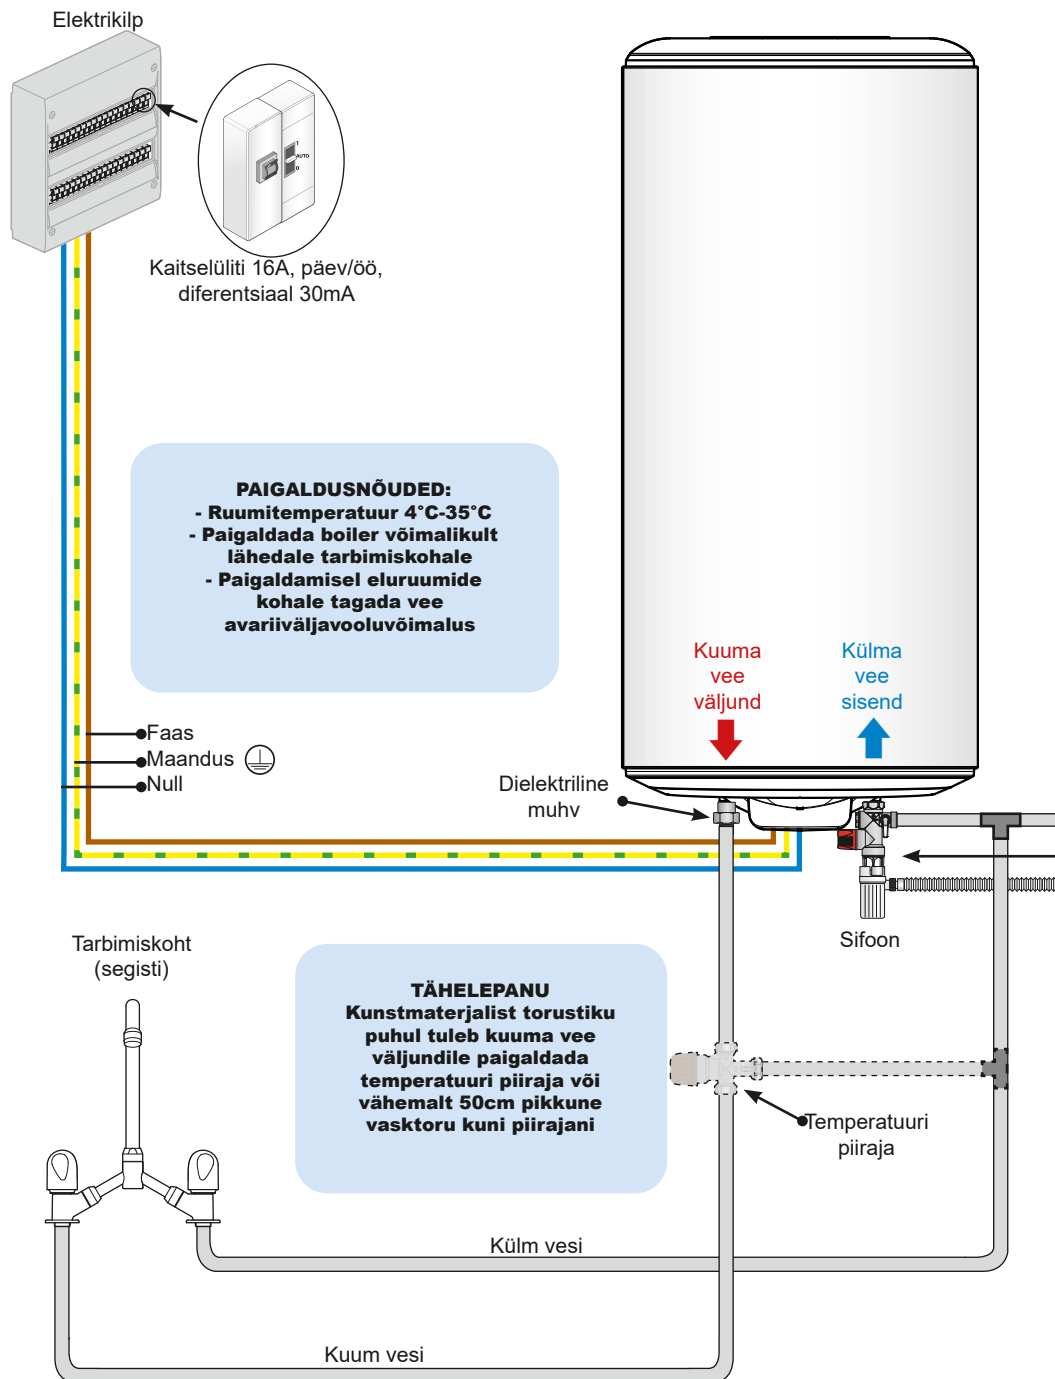 Elektrikilp
1
AUTO
0
Kaitselüliti 16A, päev/öö,
diferentsiaal 30mA
PAIGALDUSNÕUDED:
- Ruumitemperatuur 4°C-35°C
- Paigaldada boiler võimalikult
lähedale tarbimiskohale
- Paigaldamisel eluruumide
kohale tagada vee
avariiväljavooluvõimalus
Kuuma
vee
väljund
Külma
vee
sisend
Faas
Maandus
Null
Dielektriline
muhv
Sifoon
Tarbimiskoht
(segisti)
TÄHELEPANU
Kunstmaterjalist torustiku
puhul tuleb kuuma vee
väljundile paigaldada
temperatuuri piiraja või
vähemalt 50cm pikkune
vasktoru kuni piirajani
Temperatuuri
piiraja
Külm vesi
Kuum vesi